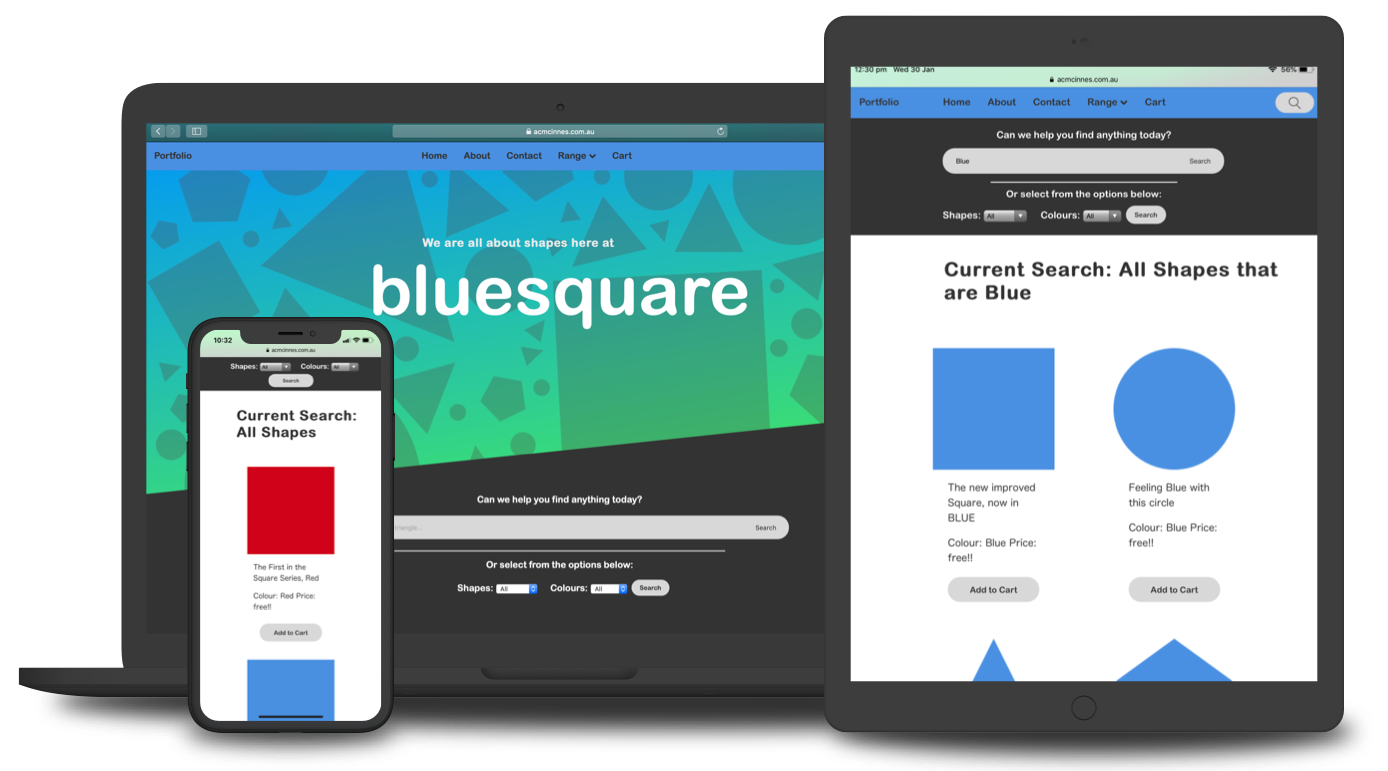 acmcinnes.com.au
Portfolio Home About Contact Range Cart
We are all about shapes here at
bluesquare
Can we help you find anything today?
Search
Or select from the options below:
Shapes: All Colours: All Search
10:32
acmcinnes.com.au
Shapes: All Colours: All
Search
Current Search:
All Shapes
The First in the
Square Series, Red
Colour: Red Price:
free!!
Add to Cart
12:30 pm Wed 30 Jan 56%
acmcinnes.com.au
Portfolio Home About Contact Range Cart
Can we help you find anything today?
Blue Search
Or select from the options below:
Shapes: All Colours: All Search
Current Search: All Shapes that
are Blue
The new improved
Square, now in
BLUE
Colour: Blue Price:
free!!
Add to Cart
Feeling Blue with
this circle
Colour: Blue Price:
free!!
Add to Cart